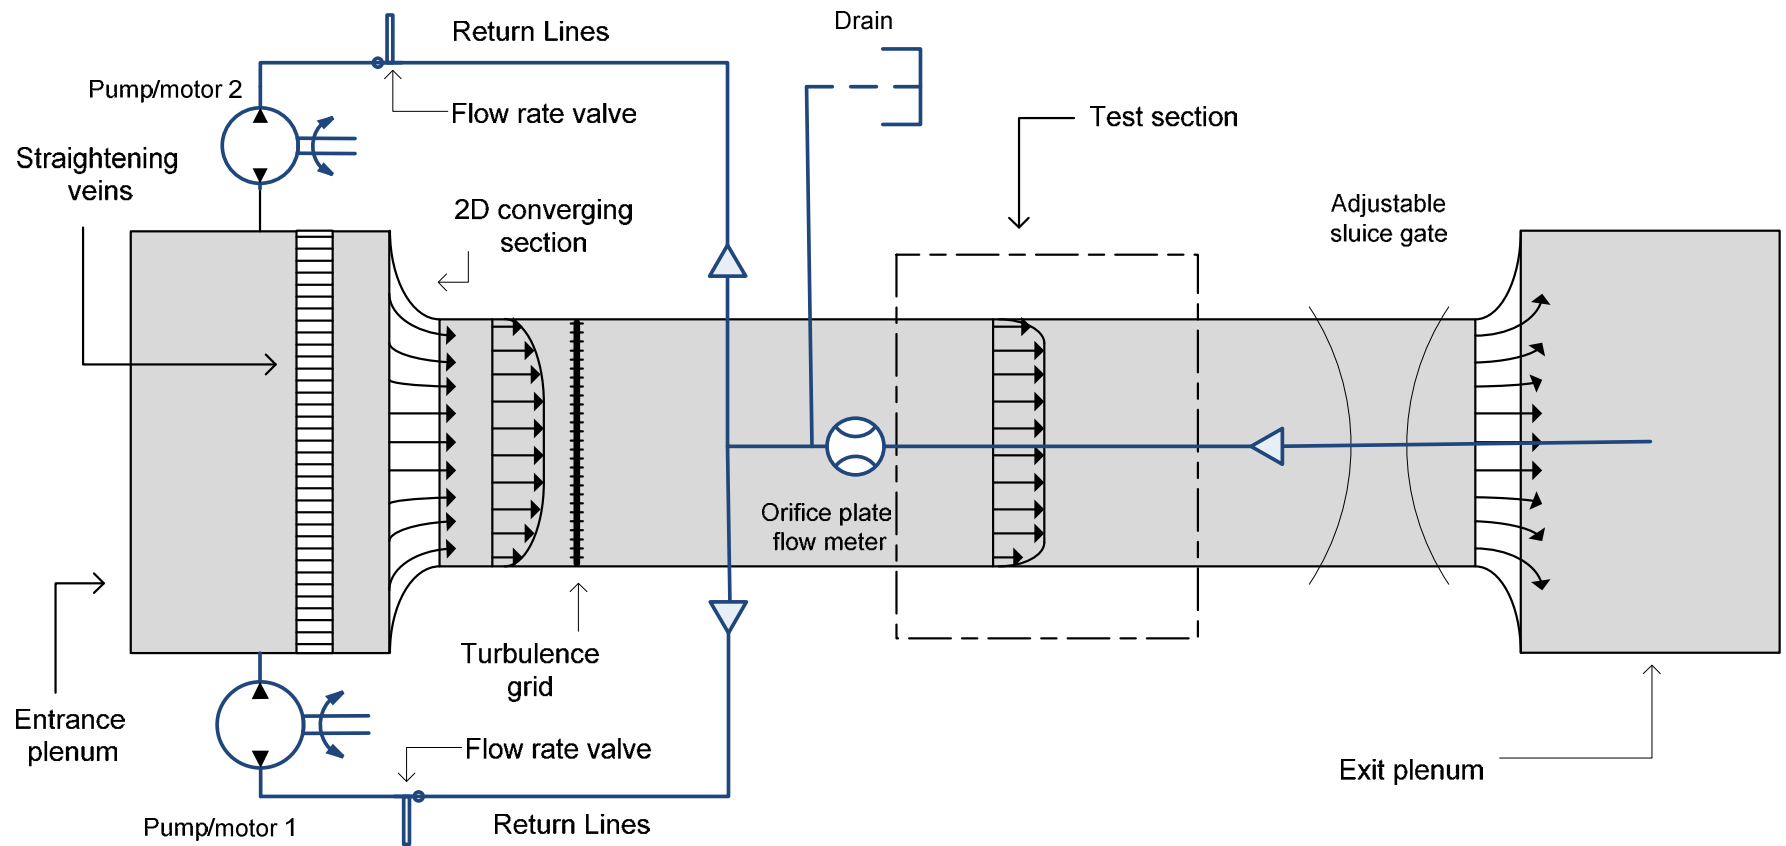 Return Lines
Drain
Pump/motor 2
Flow rate valve
Test section
Straightening
veins
2D converging
section
Adjustable
sluice gate
Orifice plate
flow meter
Turbulence
grid
Entrance
plenum
Flow rate valve
Exit plenum
Pump/motor 1
Return Lines